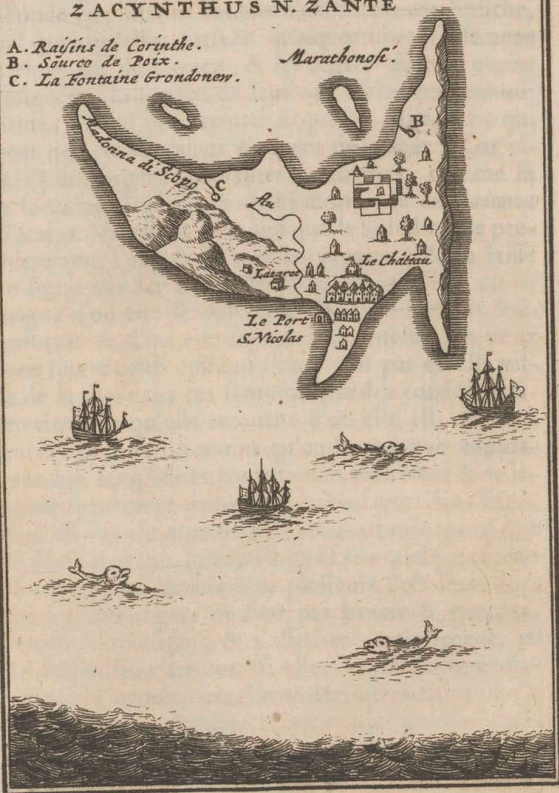 ZACYNTHUS N. ZANTE
A. Raisins de Corinthe.
B. Source de Poix.
C. La Fontaine Grondonew.
Marathonosi.
B
A
Madonna di Scopo
C
flu
Lazaret
Le Château
Le Port
S. Nicolas